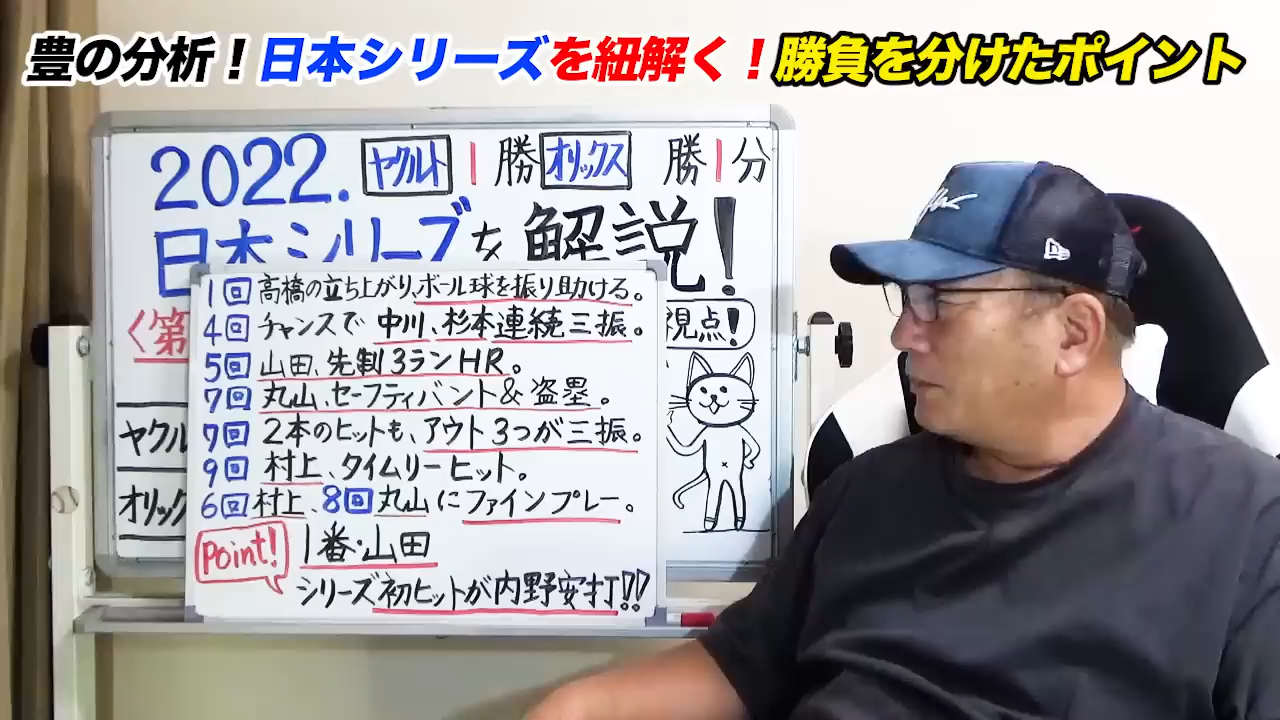 豊の分析!日本シリーズを紐解く!勝負を分けたポイント
2022. ヤクルト 1勝 オリックス 勝1分
日本シリーズを解説!
〈第
視点!
1回 高橋の立ち上がり、ボール球を振り助ける。
4回 チャンスで 中川、杉本連続三振。
5回 山田、先制3ランHR。
7回 丸山、セーフティバント&盗塁。
7回 2本のヒットも、アウト3つが三振。
9回 村上、タイムリーヒット。
6回 村上、8回 丸山にファインプレー。
Point! 1番・山田
シリーズ初ヒットが内野安打!!
ヤクル
オリック